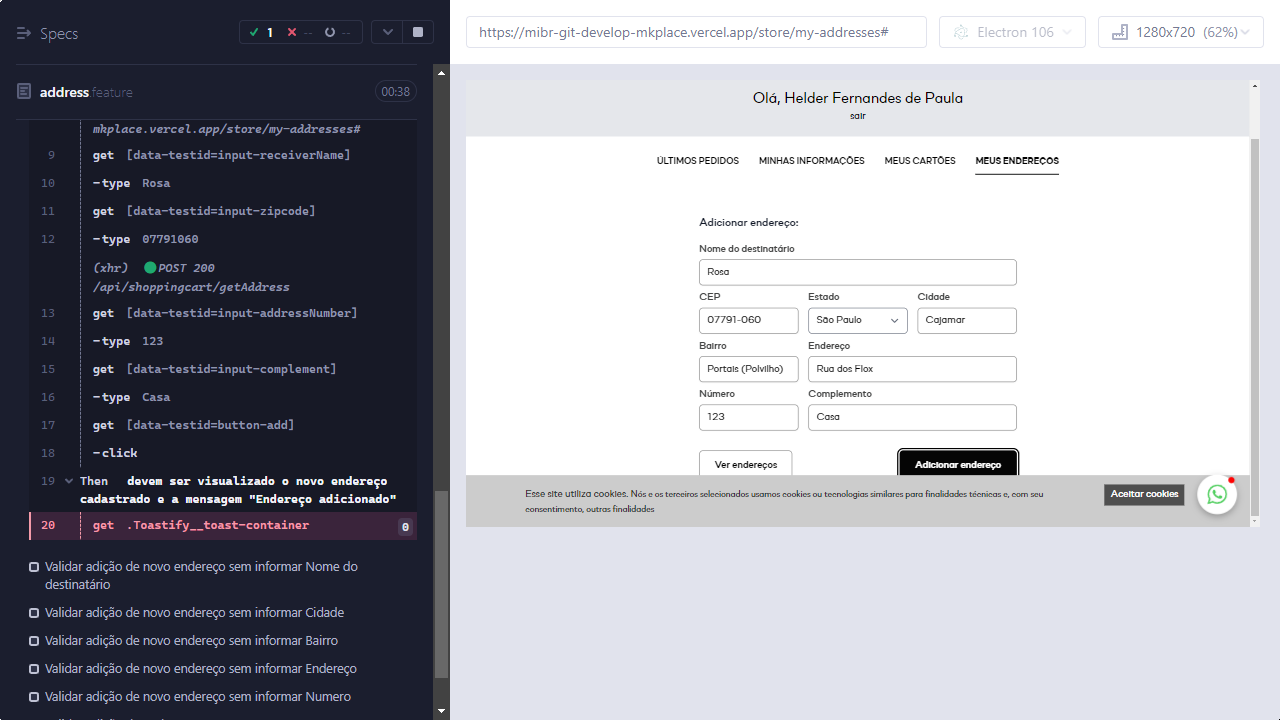 Specs
1
--
--
https://mibr-git-develop-mkplace.vercel.app/store/my-addresses#
Electron 106
1280x720 (62%)
address.feature
00:38
mkplace.vercel.app/store/my-addresses#
9 get [data-testid=input-receiverName]
10 -type Rosa
11 get [data-testid=input-zipcode]
12 -type 07791060
(xhr) POST 200
/api/shoppingcart/getAddress
13 get [data-testid=input-addressNumber]
14 -type 123
15 get [data-testid=input-complement]
16 -type Casa
17 get [data-testid=button-add]
18 -click
19 Then devem ser visualizado o novo endereço
cadastrado e a mensagem "Endereço adicionado"
20 get .Toastify__toast-container 0
Validar adição de novo endereço sem informar Nome do
destinatário
Validar adição de novo endereço sem informar Cidade
Validar adição de novo endereço sem informar Bairro
Validar adição de novo endereço sem informar Endereço
Validar adição de novo endereço sem informar Numero
Olá, Helder Fernandes de Paula
sair
ÚLTIMOS PEDIDOS MINHAS INFORMAÇÕES MEUS CARTÕES MEUS ENDEREÇOS
Adicionar endereço:
Nome do destinatário
Rosa
CEP Estado Cidade
07791-060 São Paulo Cajamar
Bairro Endereço
Portais (Polvilho) Rua dos Flox
Número Complemento
123 Casa
Ver endereços Adicionar endereço
Esse site utiliza cookies. Nós e os terceiros selecionados usamos cookies ou tecnologias similares para finalidades técnicas e, com seu
consentimento, outras finalidades
Aceitar cookies